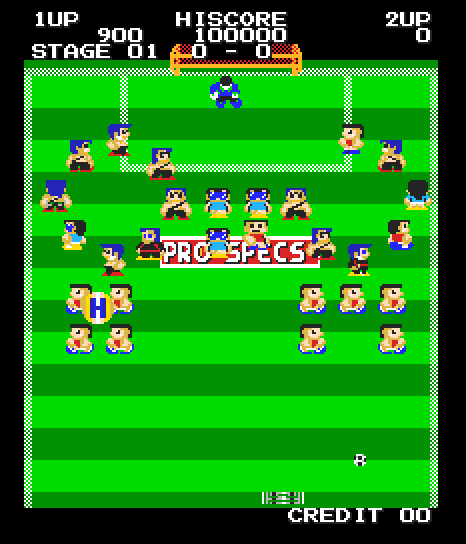 1UP HISCORE 2UP
900 100000 0
STAGE 01 0 - 0
PRO SPECS
H
CREDIT 00